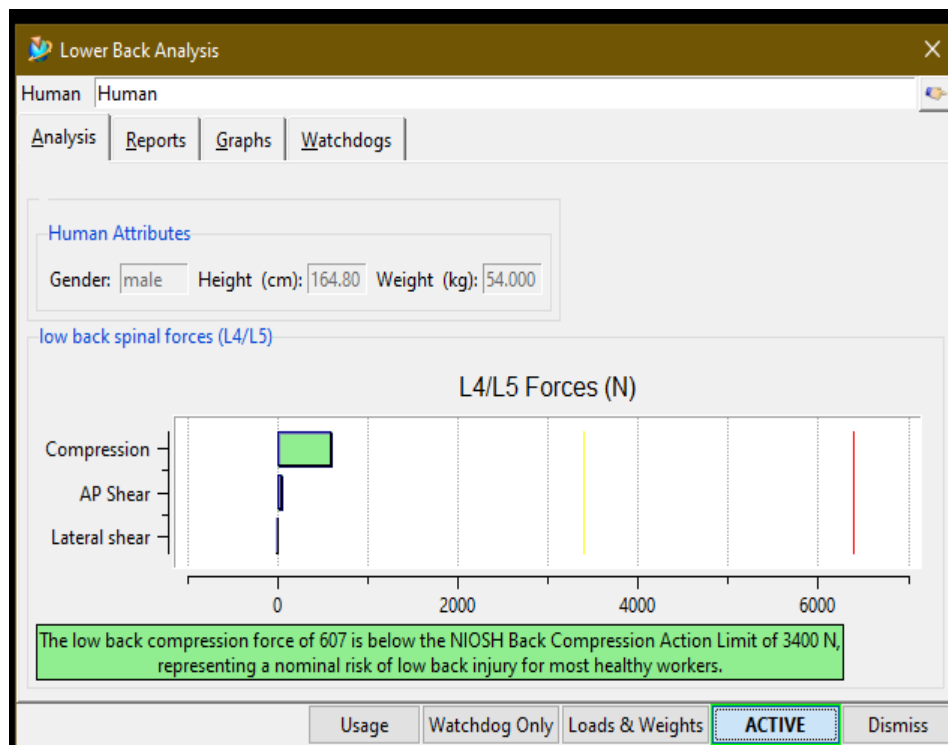 Lower Back Analysis
Human Human
Analysis Reports Graphs Watchdogs
Human Attributes
Gender: male Height (cm): 164.80 Weight (kg): 54.000
low back spinal forces (L4/L5)
L4/L5 Forces (N)
Compression
AP Shear
Lateral shear
0 2000 4000 6000
The low back compression force of 607 is below the NIOSH Back Compression Action Limit of 3400 N,
representing a nominal risk of low back injury for most healthy workers.
Usage Watchdog Only Loads & Weights ACTIVE Dismiss